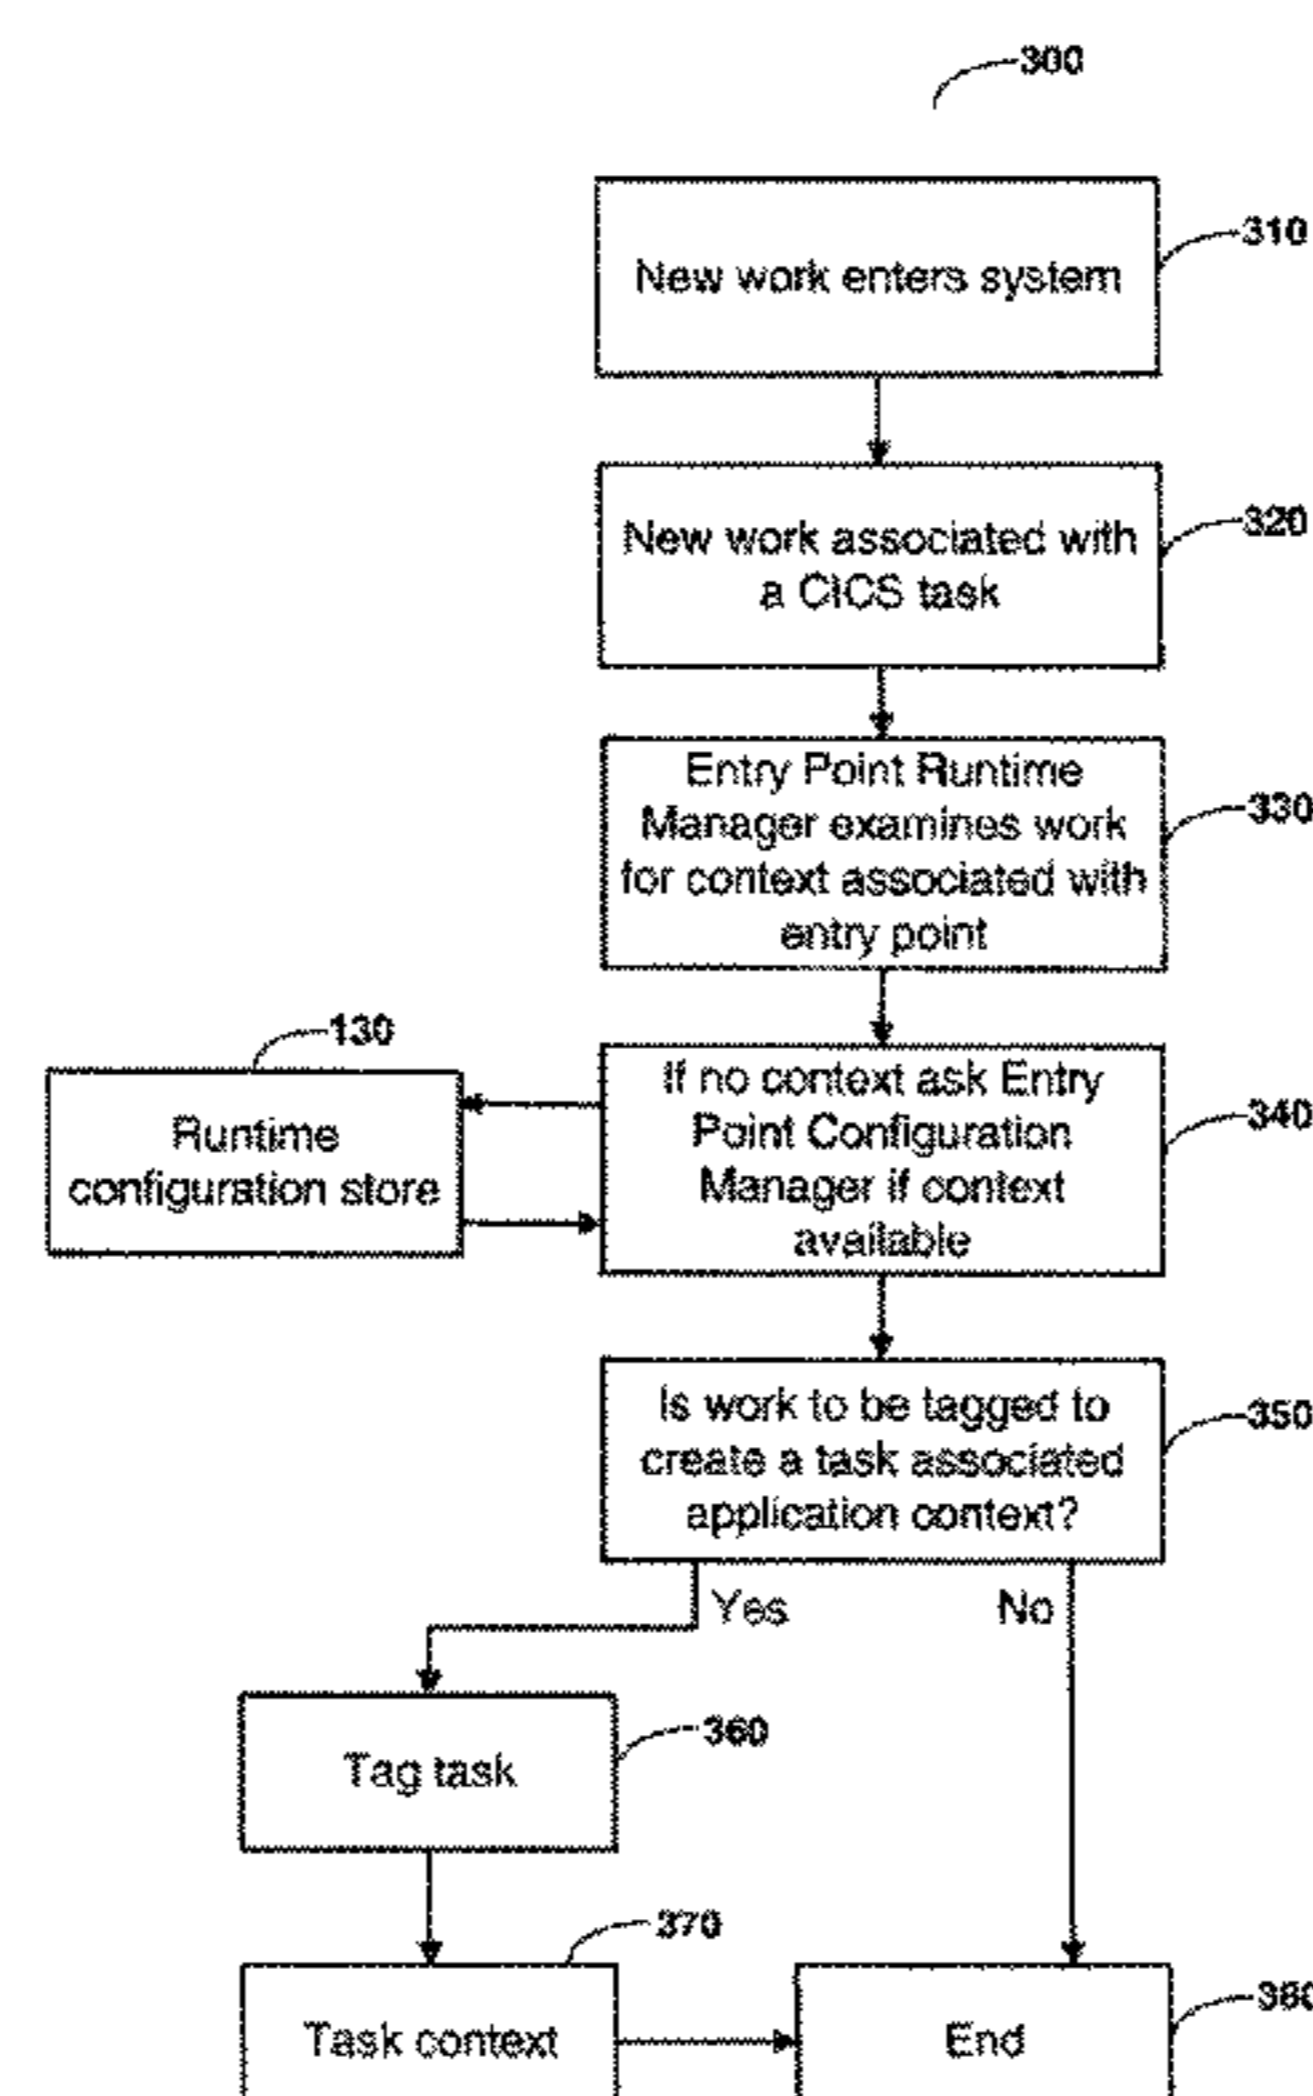 300
New work enters system
310
New work associated with
a CICS task
320
Entry Point Runtime
Manager examines work
for context associated with
entry point
330
130
Runtime
configuration store
If no context ask Entry
Point Configuration
Manager if context
available
340
Is work to be tagged to
create a task associated
application context?
350
Yes
No
Tag task
360
370
Task context
End
380